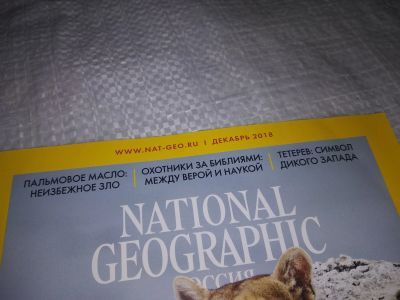 WWW.NAT-GEO.RU | ДЕКАБРЬ 2018
ПАЛЬМОВОЕ МАСЛО:
НЕИЗБЕЖНОЕ ЗЛО
ОХОТНИКИ ЗА БИБЛИЯМИ:
МЕЖДУ ВЕРОЙ И НАУКОЙ
ТЕТЕРЕВ: СИМВОЛ
ДИКОГО ЗАПАДА
NATIONAL
GEOGRAPHIC
РОССИЯ